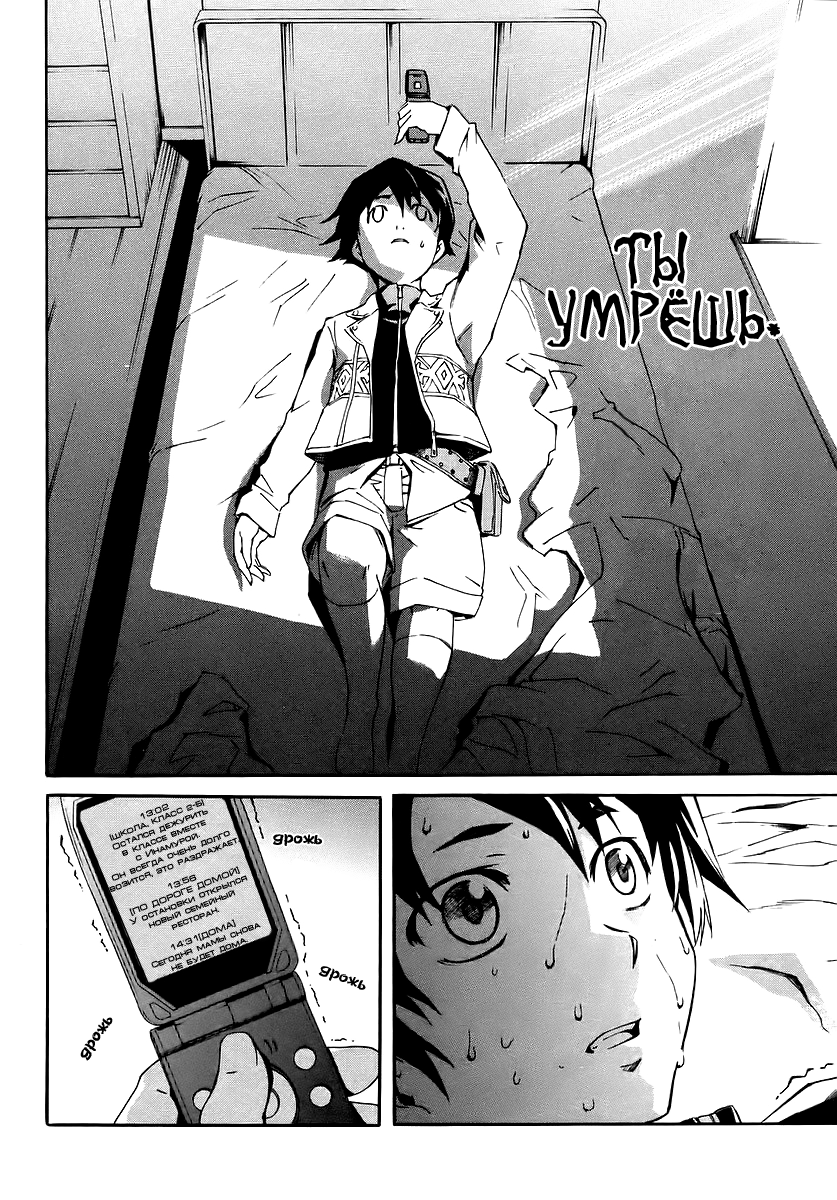 ТЫ
УМРЁШЬ.
13:02
[ШКОЛА, КЛАСС 2-Б]
ОСТАЛСЯ ДЕЖУРИТЬ
В КЛАССЕ ВМЕСТЕ
С ИНАМУРОЙ.
ОН ВСЕГДА ОЧЕНЬ ДОЛГО
ВОЗИТСЯ, ЭТО РАЗДРАЖАЕТ.
13:56
[ПО ДОРОГЕ ДОМОЙ]
У ОСТАНОВКИ ОТКРЫЛСЯ
НОВЫЙ СЕМЕЙНЫЙ
РЕСТОРАН.
14:31[ДОМА]
СЕГОДНЯ МАМЫ СНОВА
НЕ БУДЕТ ДОМА.
дрожь
дрожь
дрожь